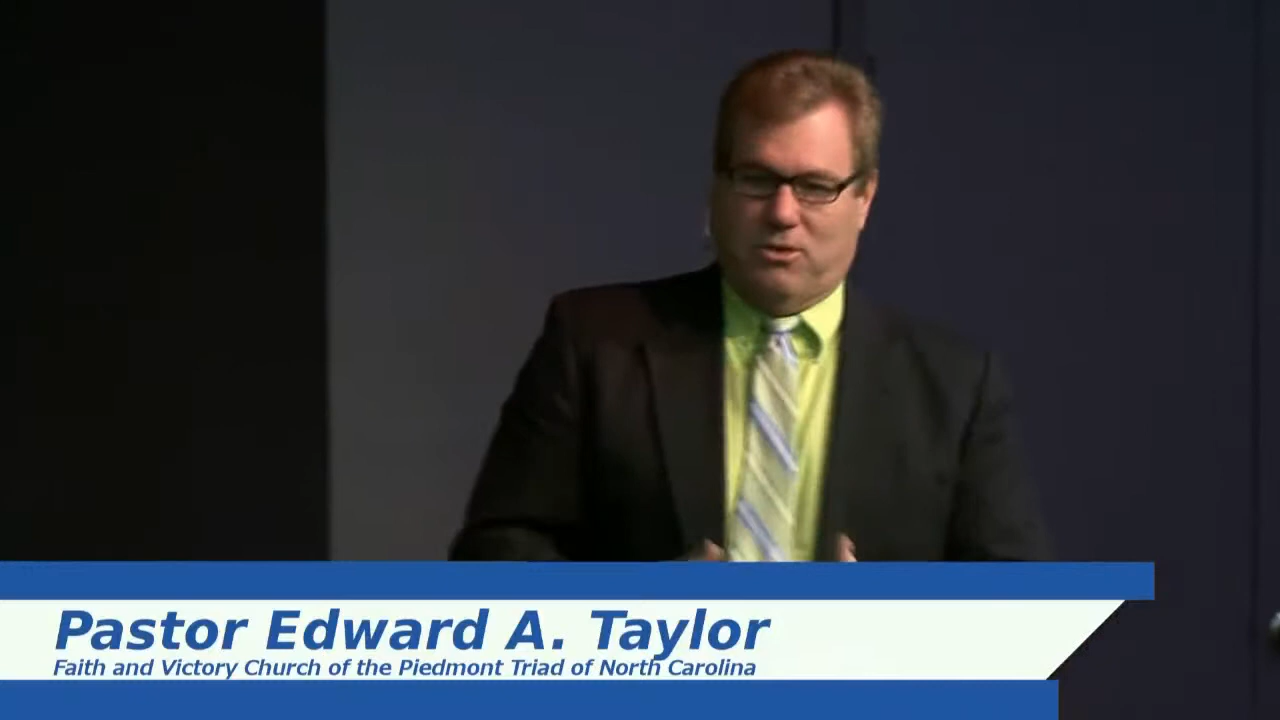 Pastor Edward A. Taylor
Faith and Victory Church of the Piedmont Triad of North Carolina